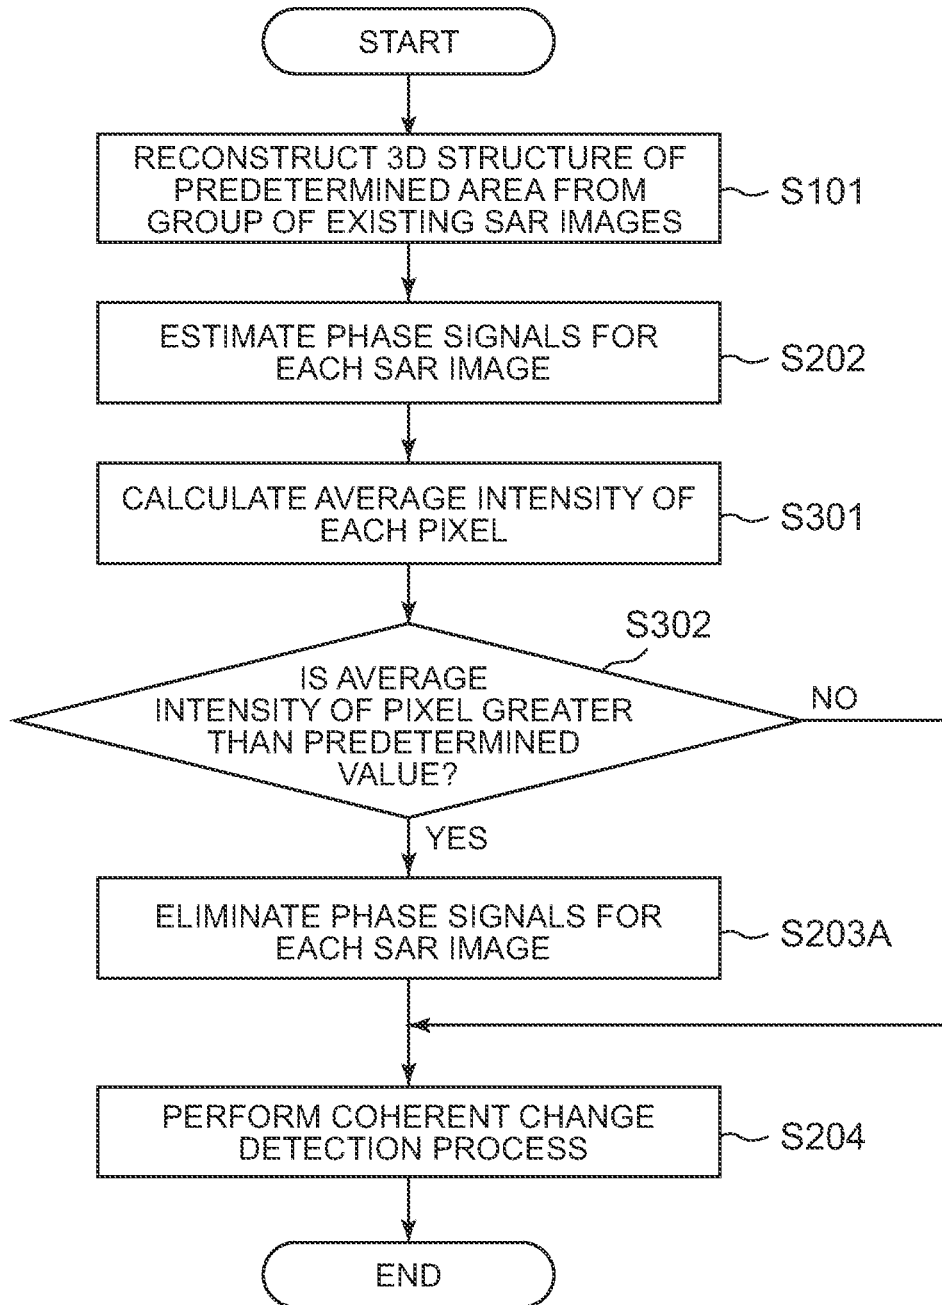 START
RECONSTRUCT 3D STRUCTURE OF
PREDETERMINED AREA FROM
GROUP OF EXISTING SAR IMAGES
S101
ESTIMATE PHASE SIGNALS FOR
EACH SAR IMAGE
S202
CALCULATE AVERAGE INTENSITY OF
EACH PIXEL
S301
S302
IS AVERAGE
INTENSITY OF PIXEL GREATER
THAN PREDETERMINED
VALUE?
NO
YES
ELIMINATE PHASE SIGNALS FOR
EACH SAR IMAGE
S203A
PERFORM COHERENT CHANGE
DETECTION PROCESS
S204
END